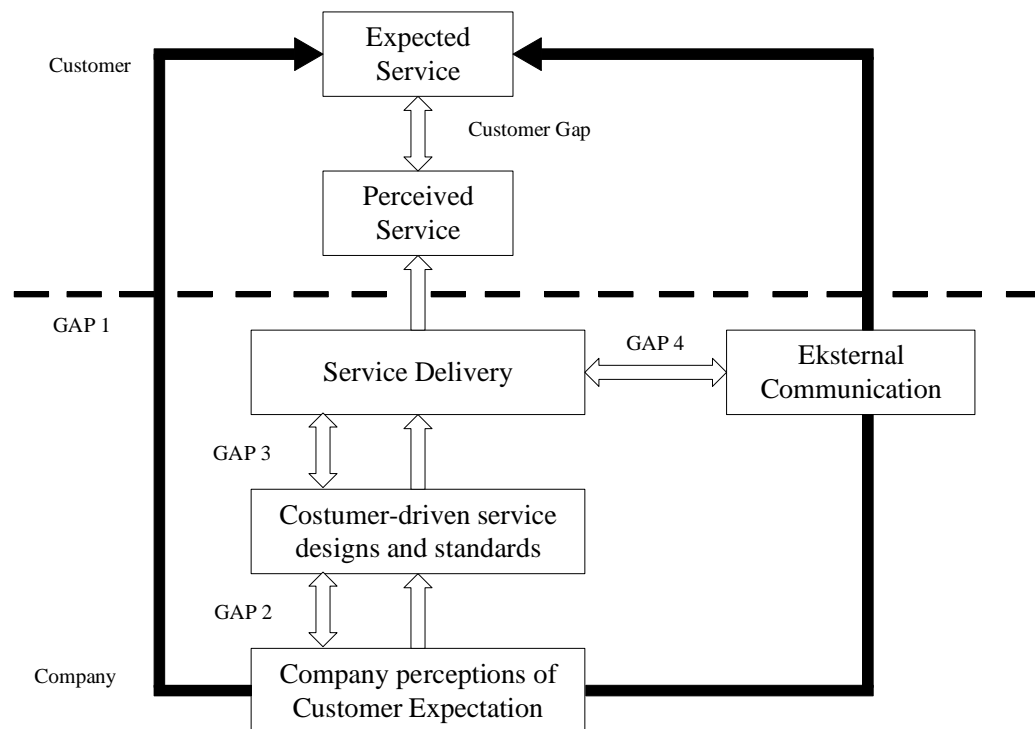 Expected
Service
Customer
Customer Gap
Perceived
Service
GAP 1
GAP 4
Service Delivery
Eksternal
Communication
GAP 3
Costumer-driven service
designs and standards
GAP 2
Company
Company perceptions of
Customer Expectation